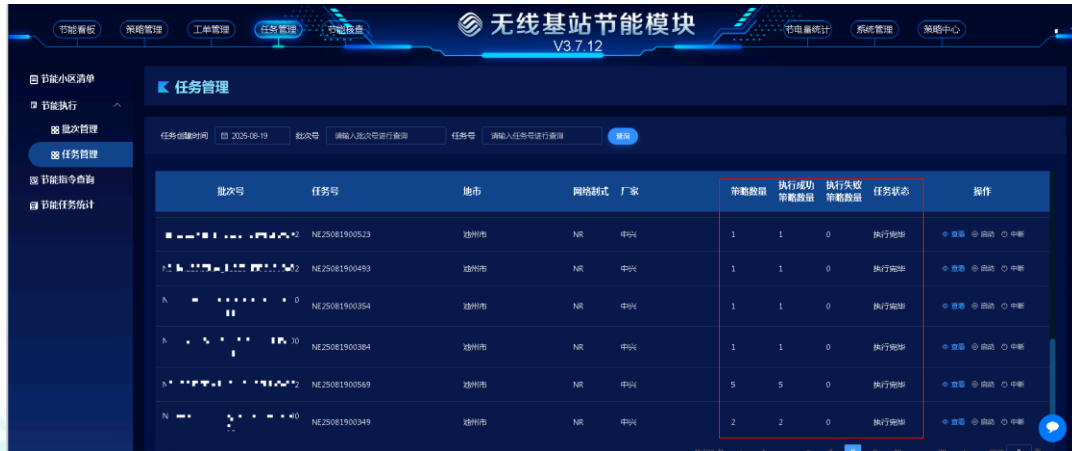 节能看板 策略管理 工单管理 任务管理 节能核查 无线基站节能模块 节电量统计 系统管理 策略中心
V3.7.12
节能小区清单
任务管理
节能执行
批次管理
任务创建时间 2025-08-19 批次号 请输入批次号进行查询 任务号 请输入任务号进行查询 查询
任务管理
节能指令查询
节能任务统计
批次号 任务号 地市 网络制式 厂家 策略数量 执行成功策略数量 执行失败策略数量 任务状态 操作
NE25081900523 池州市 NR 中兴 1 1 0 执行完毕 查看 启动 中断
NE25081900493 池州市 NR 中兴 1 1 0 执行完毕 查看 启动 中断
NE25081900354 池州市 NR 中兴 1 1 0 执行完毕 查看 启动 中断
NE25081900384 池州市 NR 中兴 1 1 0 执行完毕 查看 启动 中断
NE25081900569 池州市 NR 中兴 5 5 0 执行完毕 查看 启动 中断
NE25081900349 池州市 NR 中兴 2 2 0 执行完毕 查看 启动 中断